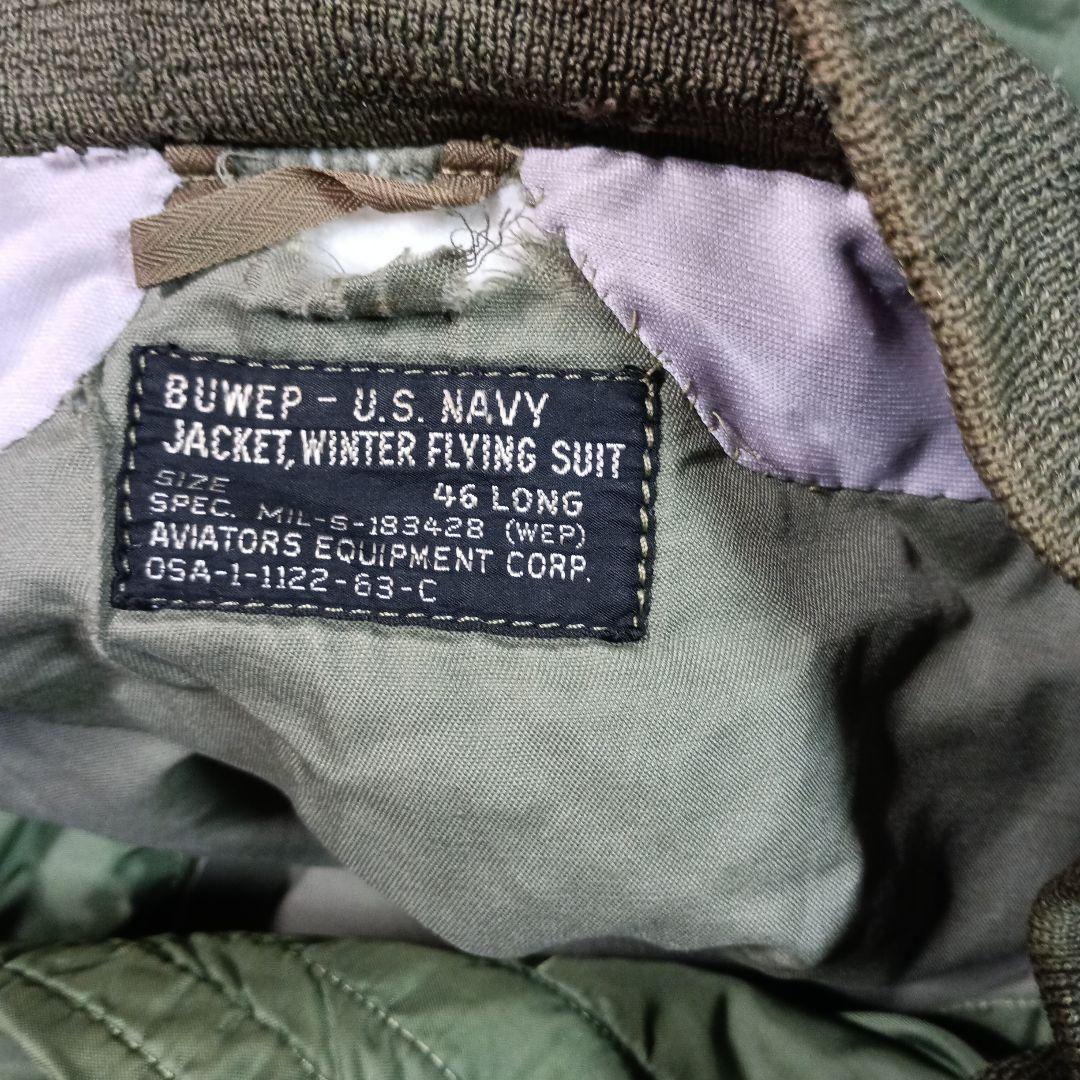 BUWEP - U.S. NAVY
JACKET, WINTER FLYING SUIT
SIZE 46 LONG
SPEC. MIL-S-18342B (WEP)
AVIATORS EQUIPMENT CORP.
OSA-1-1122-63-C